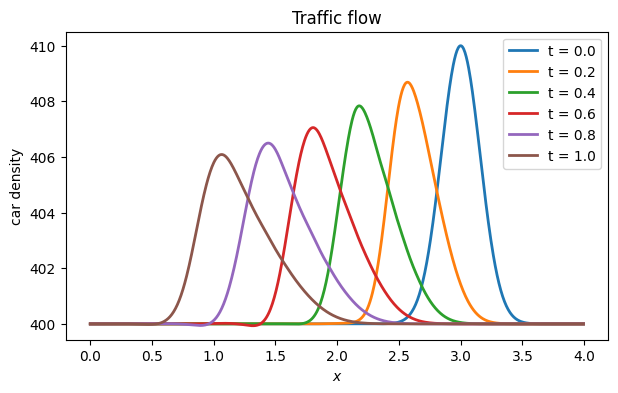 Traffic flow
410
408
406
404
402
400
car density
t = 0.0
t = 0.2
t = 0.4
t = 0.6
t = 0.8
t = 1.0
0.0 0.5 1.0 1.5 2.0 2.5 3.0 3.5 4.0
x